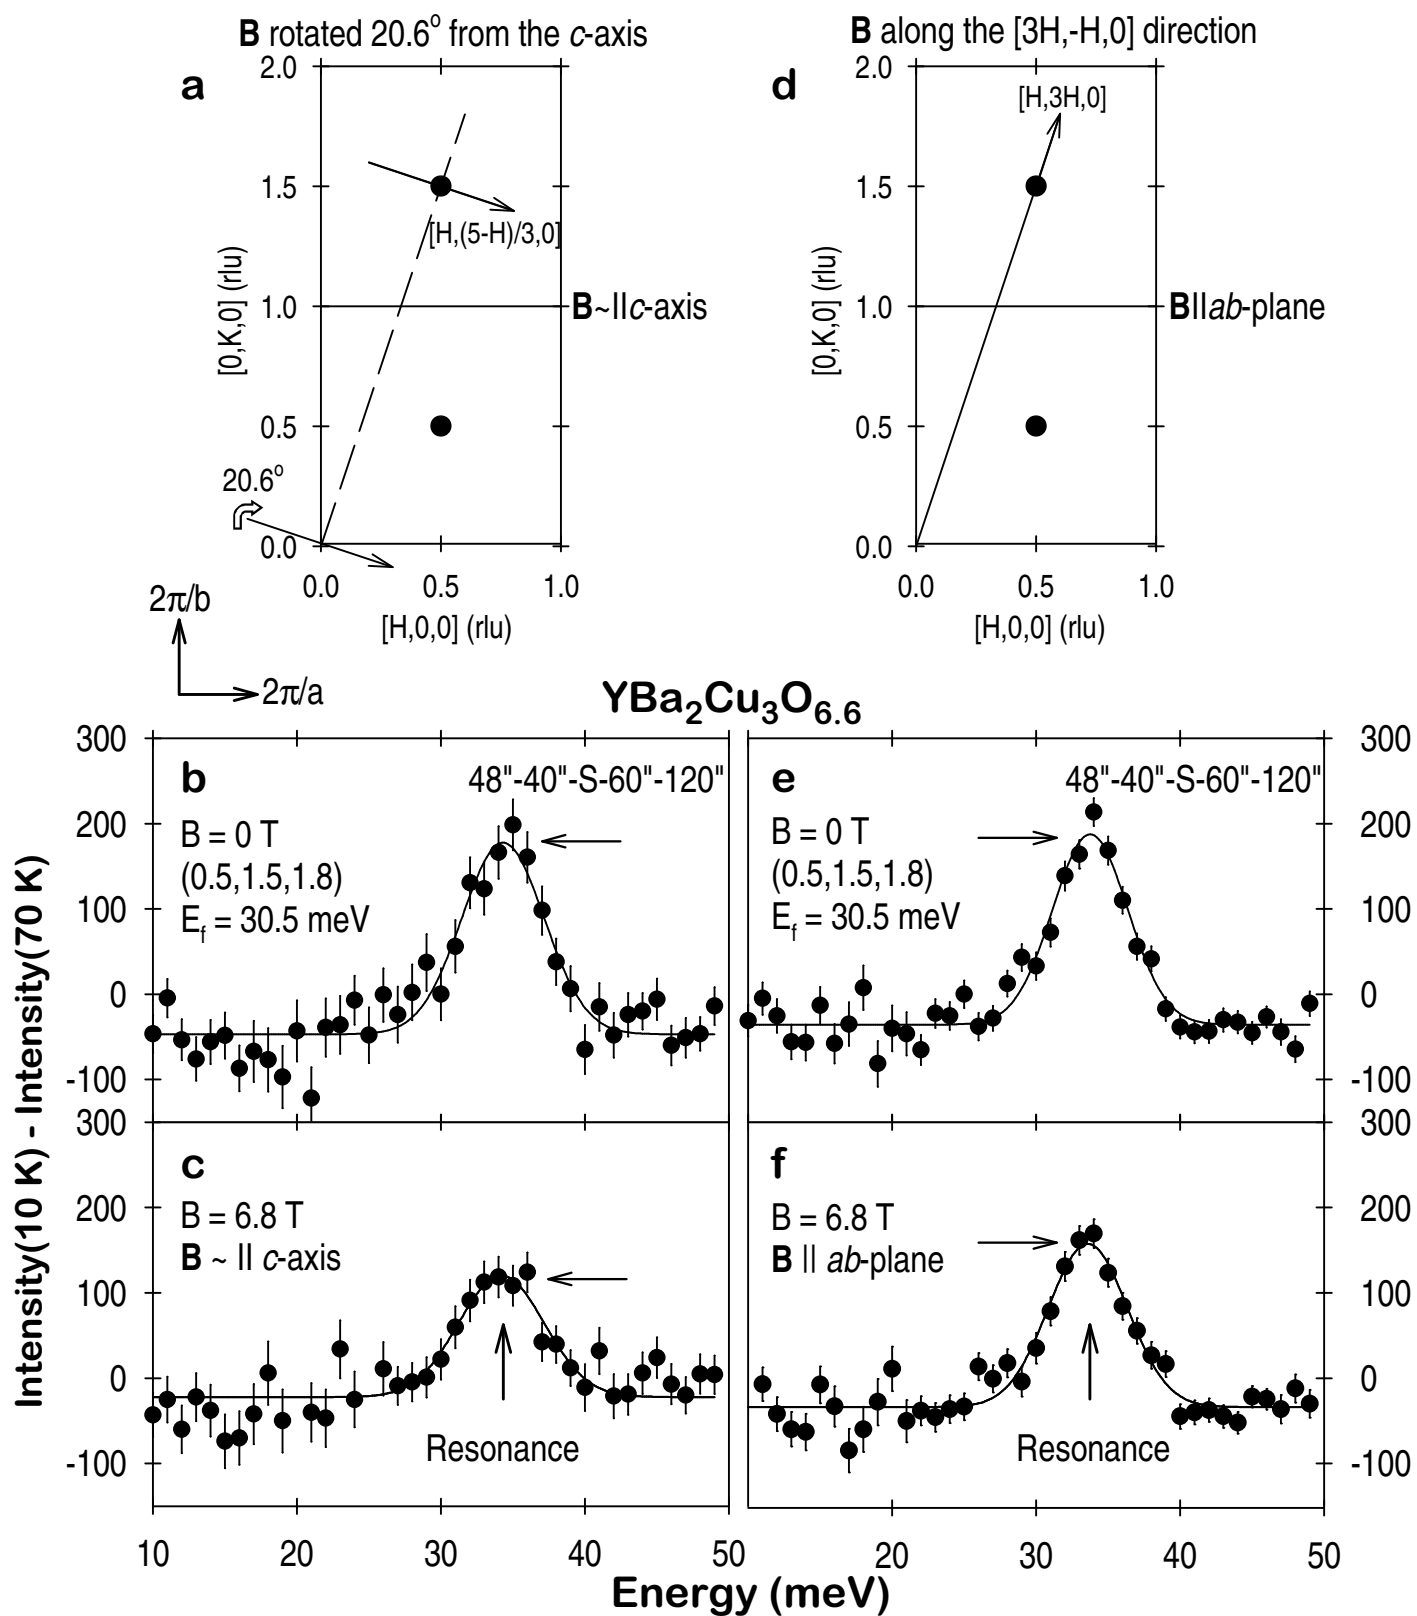 B rotated 20.6° from the c-axis
a
2.0
1.5
1.0
0.5
0.0
[0,K,0] (rlu)
[H,(5-H)/3,0]
B~||c-axis
20.6°
0.0 0.5 1.0
[H,0,0] (rlu)
2π/b
2π/a
B along the [3H,-H,0] direction
d
2.0
1.5
1.0
0.5
0.0
[0,K,0] (rlu)
[H,3H,0]
B||ab-plane
0.0 0.5 1.0
[H,0,0] (rlu)
YBa₂Cu₃O₆.₆
Intensity(10 K) - Intensity(70 K)
300
200
100
0
-100
b
48"-40"-S-60"-120"
B = 0 T
(0.5,1.5,1.8)
E_f = 30.5 meV
e
48"-40"-S-60"-120"
B = 0 T
(0.5,1.5,1.8)
E_f = 30.5 meV
300
200
100
0
-100
300
200
100
0
-100
c
B = 6.8 T
B ~ || c-axis
Resonance
f
B = 6.8 T
B || ab-plane
Resonance
300
200
100
0
-100
10 20 30 40 50
20 30 40 50
Energy (meV)